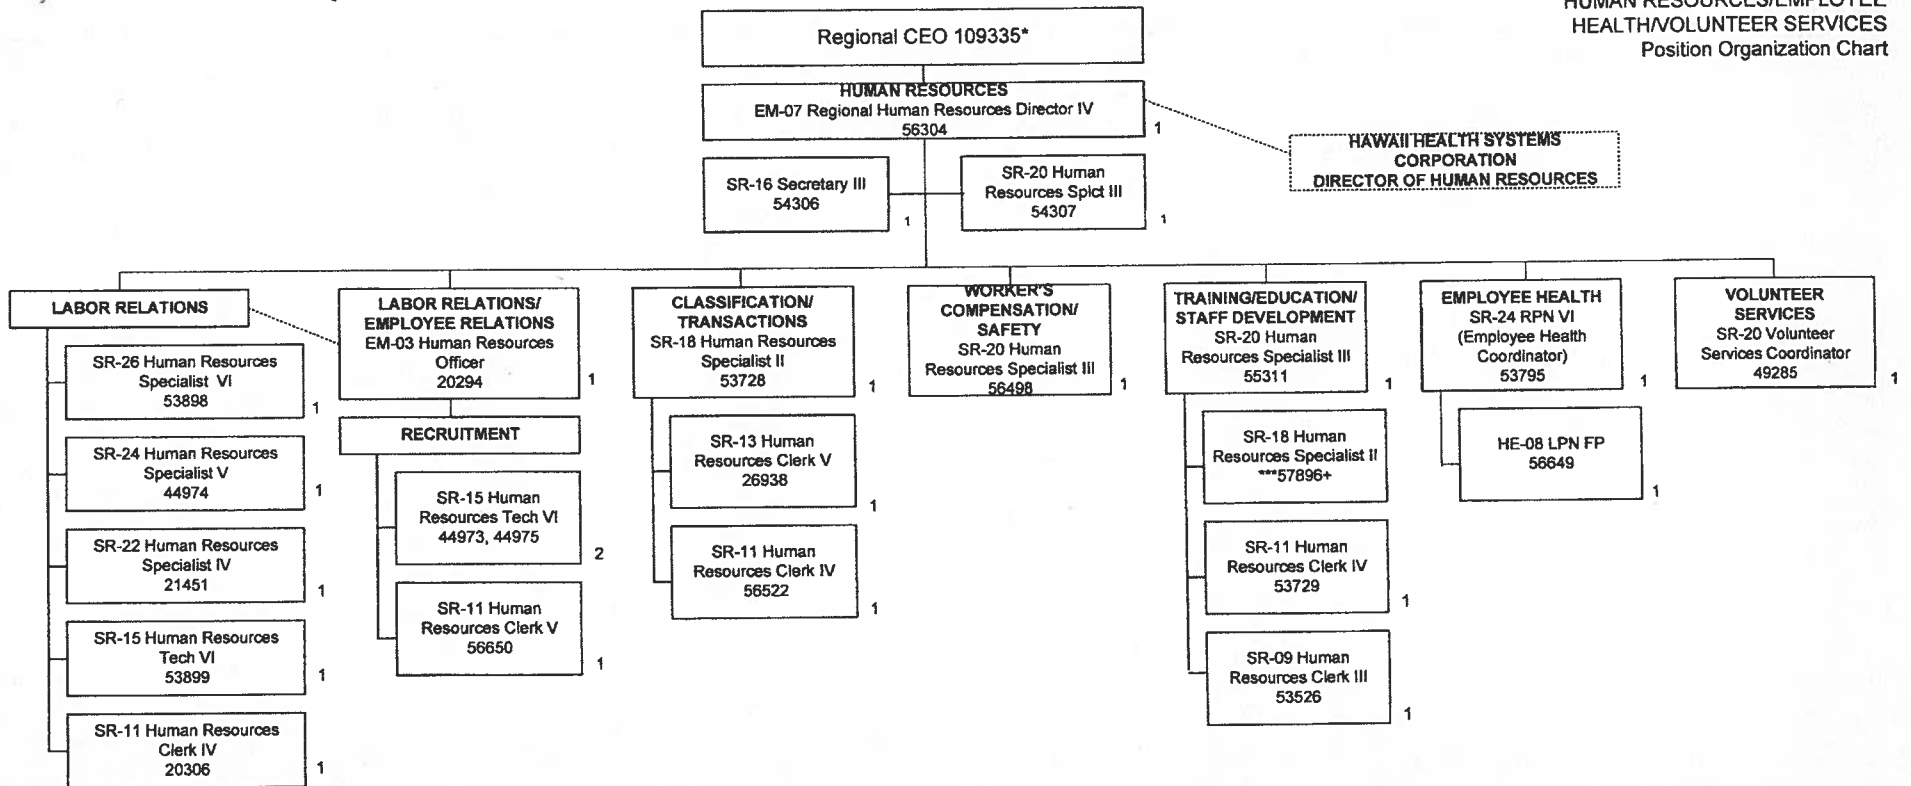 HUMAN RESOURCES/EMPLOYEE
HEALTH/VOLUNTEER SERVICES
Position Organization Chart
Regional CEO 109335*
HUMAN RESOURCES
EM-07 Regional Human Resources Director IV
56304
1
HAWAII HEALTH SYSTEMS
CORPORATION
DIRECTOR OF HUMAN RESOURCES
SR-16 Secretary III
54306
1
SR-20 Human
Resources Splct III
54307
1
LABOR RELATIONS
SR-26 Human Resources
Specialist VI
53898
1
SR-24 Human Resources
Specialist V
44974
1
SR-22 Human Resources
Specialist IV
21451
1
SR-15 Human Resources
Tech VI
53899
1
SR-11 Human Resources
Clerk IV
20306
1
LABOR RELATIONS/
EMPLOYEE RELATIONS
EM-03 Human Resources
Officer
20294
1
RECRUITMENT
SR-15 Human
Resources Tech VI
44973, 44975
2
SR-11 Human
Resources Clerk V
56650
1
CLASSIFICATION/
TRANSACTIONS
SR-18 Human Resources
Specialist II
53728
1
SR-13 Human
Resources Clerk V
26938
1
SR-11 Human
Resources Clerk IV
56522
1
WORKER'S
COMPENSATION/
SAFETY
SR-20 Human
Resources Specialist III
56498
1
TRAINING/EDUCATION/
STAFF DEVELOPMENT
SR-20 Human
Resources Specialist III
55311
1
SR-18 Human
Resources Specialist II
***57896+
SR-11 Human
Resources Clerk IV
53729
1
SR-09 Human
Resources Clerk III
53526
1
EMPLOYEE HEALTH
SR-24 RPN VI
(Employee Health
Coordinator)
53795
1
HE-08 LPN FP
56649
1
VOLUNTEER
SERVICES
SR-20 Volunteer
Services Coordinator
49285
1